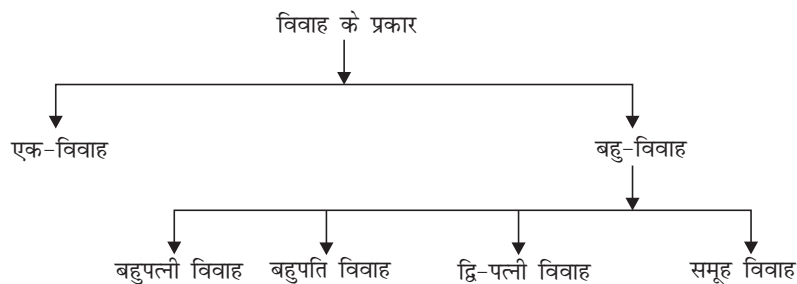 विवाह के प्रकार
एक-विवाह
बहु-विवाह
बहुपत्नी विवाह
बहुपति विवाह
द्वि-पत्नी विवाह
समूह विवाह